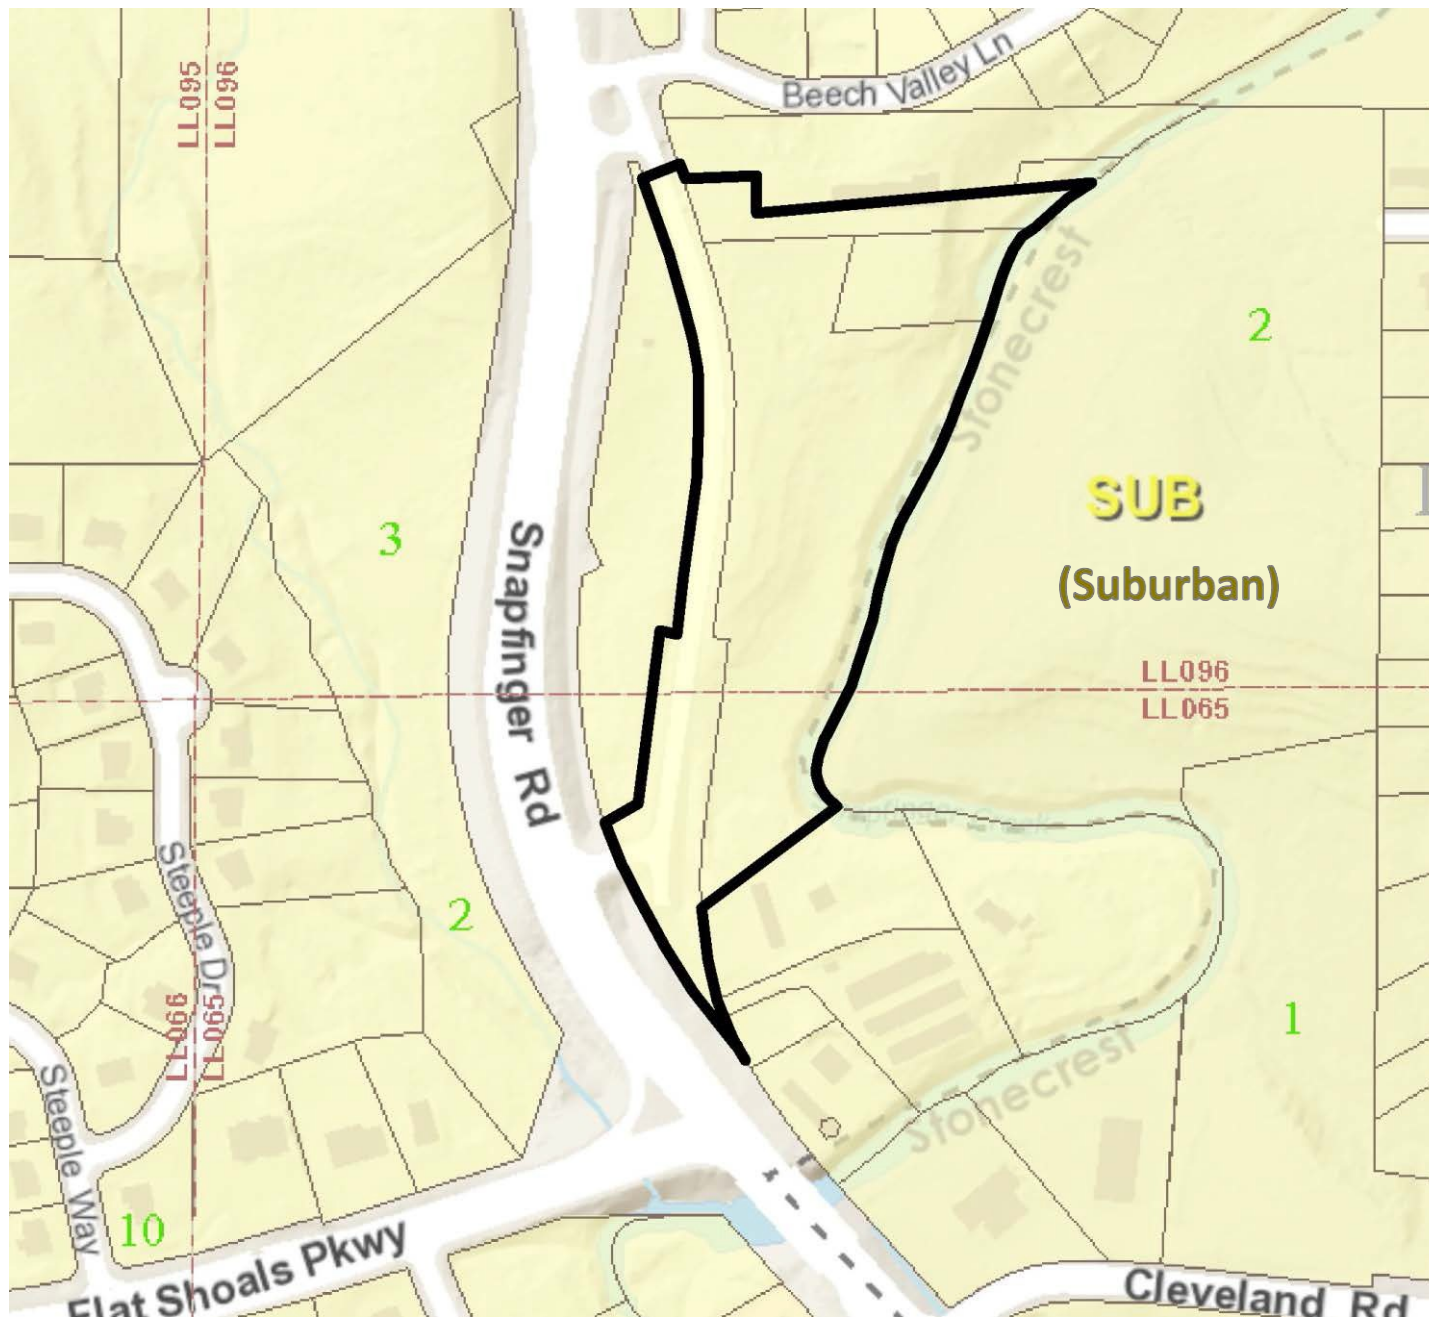 Beech Valley Ln
LL095
LL096
Stonecrest
2
SUB
(Suburban)
3
Snapfinger Rd
LL096
LL065
Steeple Dr
2
LL066
LL065
1
Stonecrest
Steeple Way
10
Flat Shoals Pkwy
Cleveland Rd